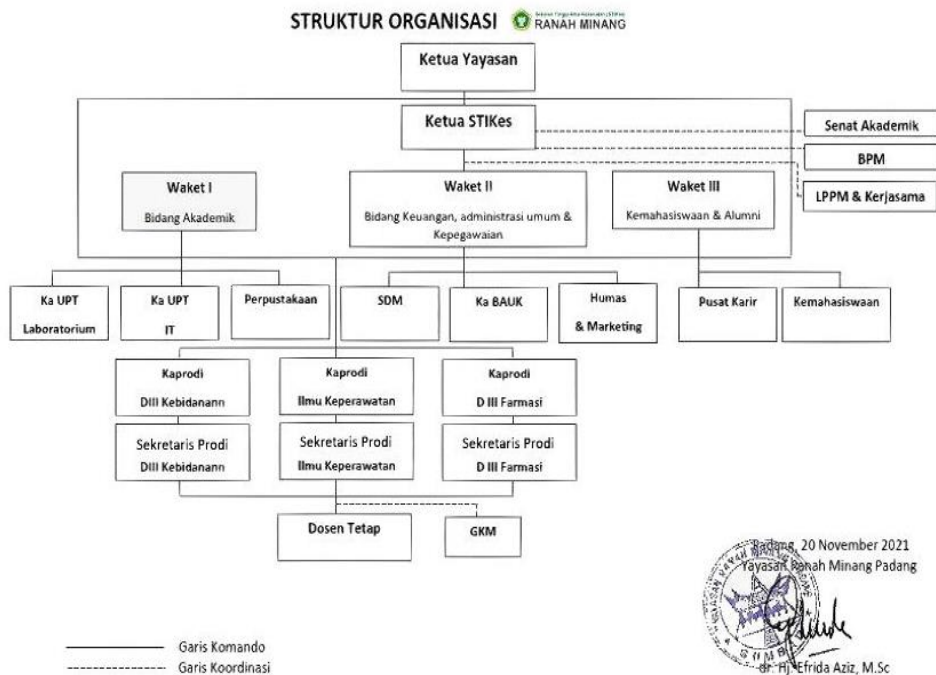 STRUKTUR ORGANISASI
RANAH MINANG
Ketua Yayasan
Ketua STIKes
Senat Akademik
BPM
LPPM & Kerjasama
Waket I
Bidang Akademik
Waket II
Bidang Keuangan, administrasi umum &
Kepegawaian
Waket III
Kemahasiswaan & Alumni
Ka UPT
Laboratorium
Ka UPT
IT
Perpustakaan
SDM
Ka BAUK
Humas
& Marketing
Pusat Karir
Kemahasiswaan
Kaprodi
DIII Kebidanann
Kaprodi
Ilmu Keperawatan
Kaprodi
D III Farmasi
Sekretaris Prodi
DIII Kebidanann
Sekretaris Prodi
Ilmu Keperawatan
Sekretaris Prodi
D III Farmasi
Dosen Tetap
GKM
Padang, 20 November 2021
Yayasan Ranah Minang Padang
dr. Hj. Efrida Aziz, M.Sc
Garis Komando
Garis Koordinasi